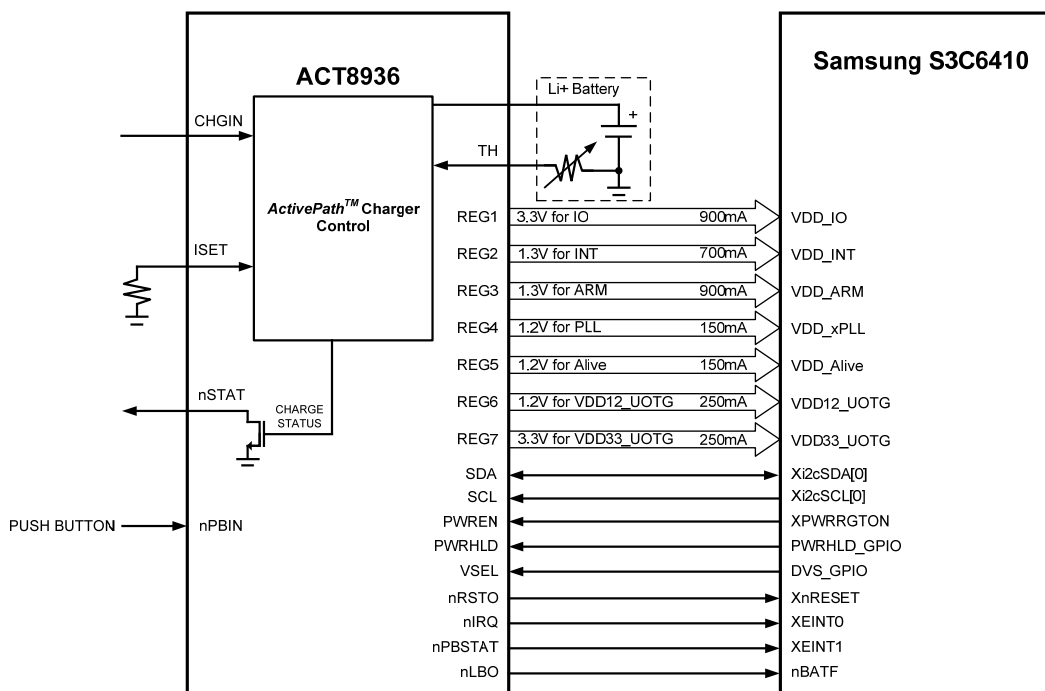 ACT8936
Samsung S3C6410
Li+ Battery
+
CHGIN
TH
ActivePath™ Charger
Control
ISET
nSTAT
CHARGE
STATUS
PUSH BUTTON
nPBIN
REG1 3.3V for IO 900mA VDD_IO
REG2 1.3V for INT 700mA VDD_INT
REG3 1.3V for ARM 900mA VDD_ARM
REG4 1.2V for PLL 150mA VDD_xPLL
REG5 1.2V for Alive 150mA VDD_Alive
REG6 1.2V for VDD12_UOTG 250mA VDD12_UOTG
REG7 3.3V for VDD33_UOTG 250mA VDD33_UOTG
SDA Xi2cSDA[0]
SCL Xi2cSCL[0]
PWREN XPWRRGTON
PWRHLD PWRHLD_GPIO
VSEL DVS_GPIO
nRSTO XnRESET
nIRQ XEINT0
nPBSTAT XEINT1
nLBO nBATF